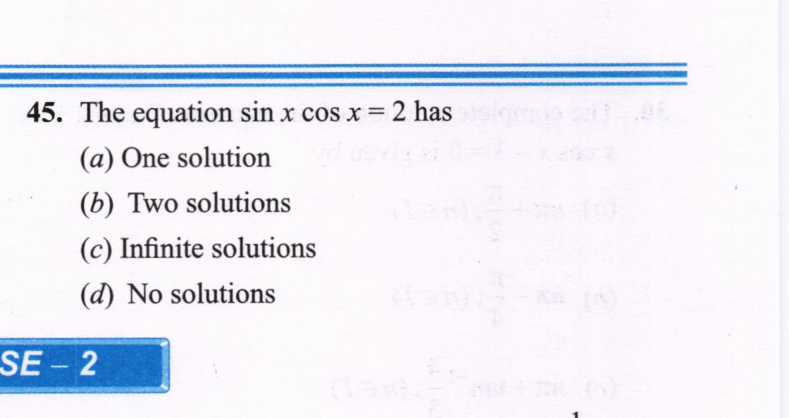 45. The equation sin x cos x = 2 has
(a) One solution
(b) Two solutions
(c) Infinite solutions
(d) No solutions
SE – 2